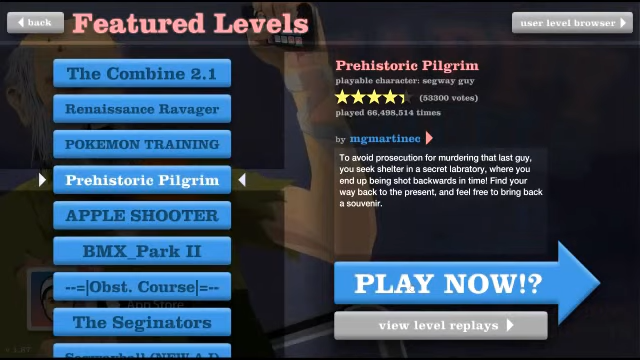 back
Featured Levels
user level browser
The Combine 2.1
Renaissance Ravager
POKEMON TRAINING
Prehistoric Pilgrim
APPLE SHOOTER
BMX_Park II
--=|Obst. Course|=--
The Seginators
Prehistoric Pilgrim
playable character: segway guy
(53300 votes)
played 66,498,514 times
by mgmartinec
To avoid prosecution for murdering that last guy,
you seek shelter in a secret labratory, where you
end up being shot backwards in time! Find your
way back to the present, and feel free to bring back
a souvenir.
PLAY NOW!?
view level replays
App Store